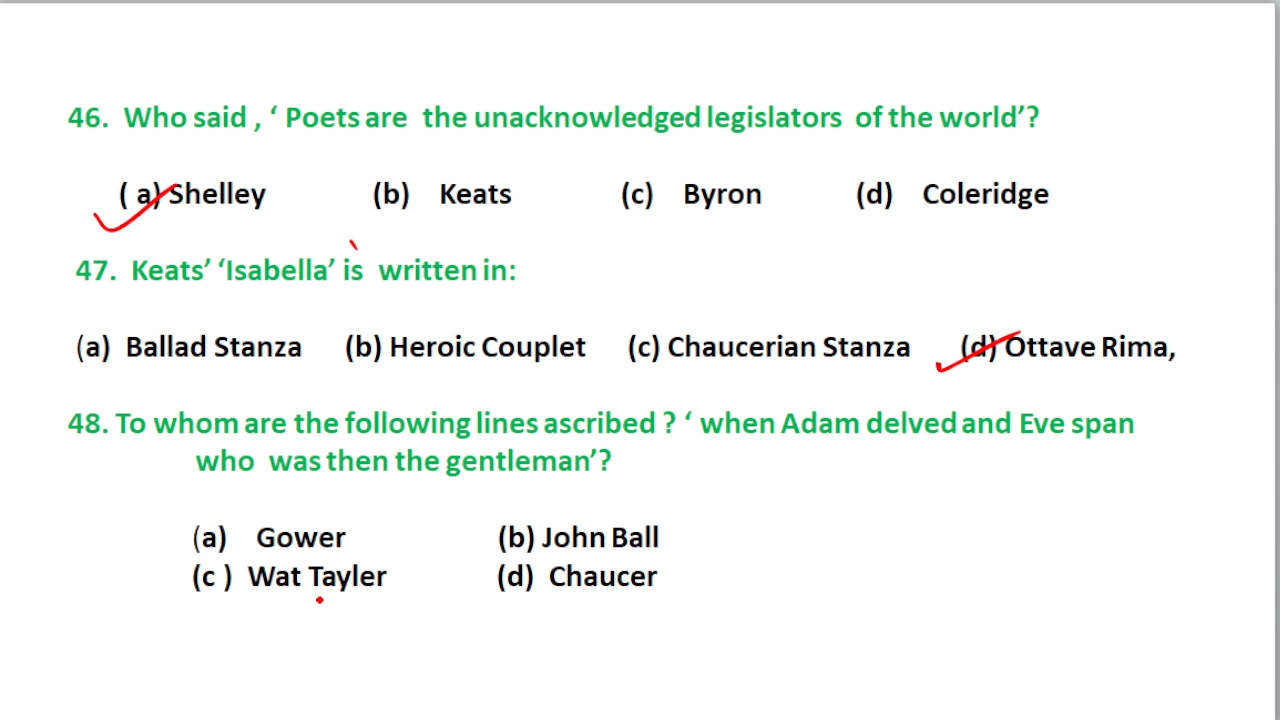 46. Who said , ‘ Poets are the unacknowledged legislators of the world’?
( a) Shelley (b) Keats (c) Byron (d) Coleridge
47. Keats’ ‘Isabella’ is written in:
(a) Ballad Stanza (b) Heroic Couplet (c) Chaucerian Stanza (d) Ottave Rima,
48. To whom are the following lines ascribed ? ‘ when Adam delved and Eve span
who was then the gentleman’?
(a) Gower (b) John Ball
(c ) Wat Tayler (d) Chaucer